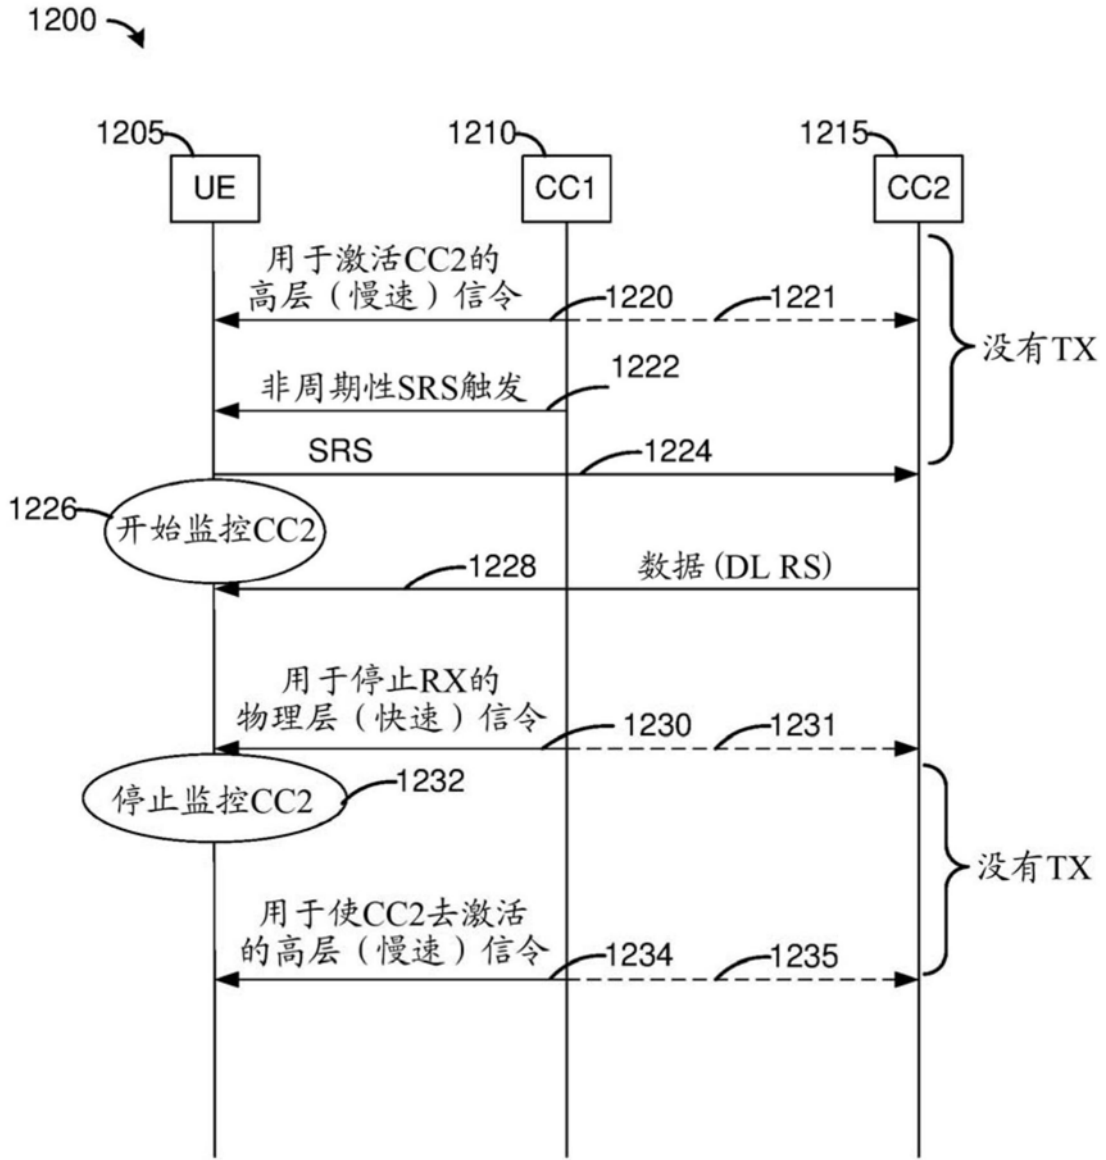 1200
1205
1210
1215
UE
CC1
CC2
用于激活CC2的
高层（慢速）信令
1220
1221
没有TX
非周期性SRS触发
1222
SRS
1224
1226
开始监控CC2
1228
数据 (DL RS)
用于停止RX的
物理层（快速）信令
1230
1231
停止监控CC2
1232
没有TX
用于使CC2去激活
的高层（慢速）信令
1234
1235